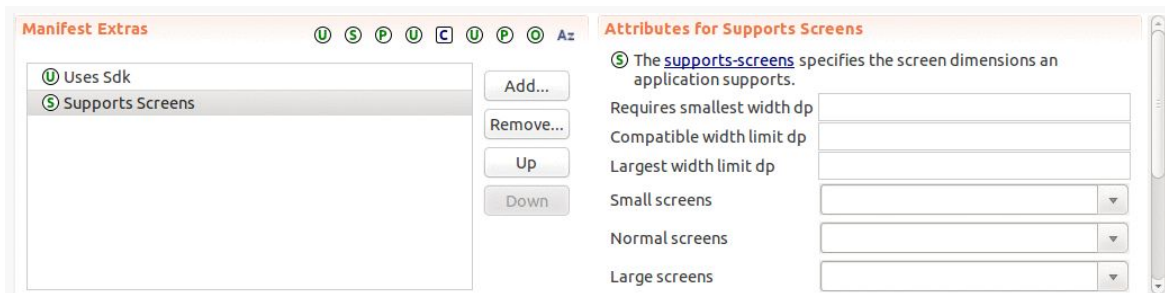 Manifest Extras
U S P U C U P O Az
U Uses Sdk
S Supports Screens
Add...
Remove...
Up
Down
Attributes for Supports Screens
S The supports-screens specifies the screen dimensions an
application supports.
Requires smallest width dp
Compatible width limit dp
Largest width limit dp
Small screens
Normal screens
Large screens